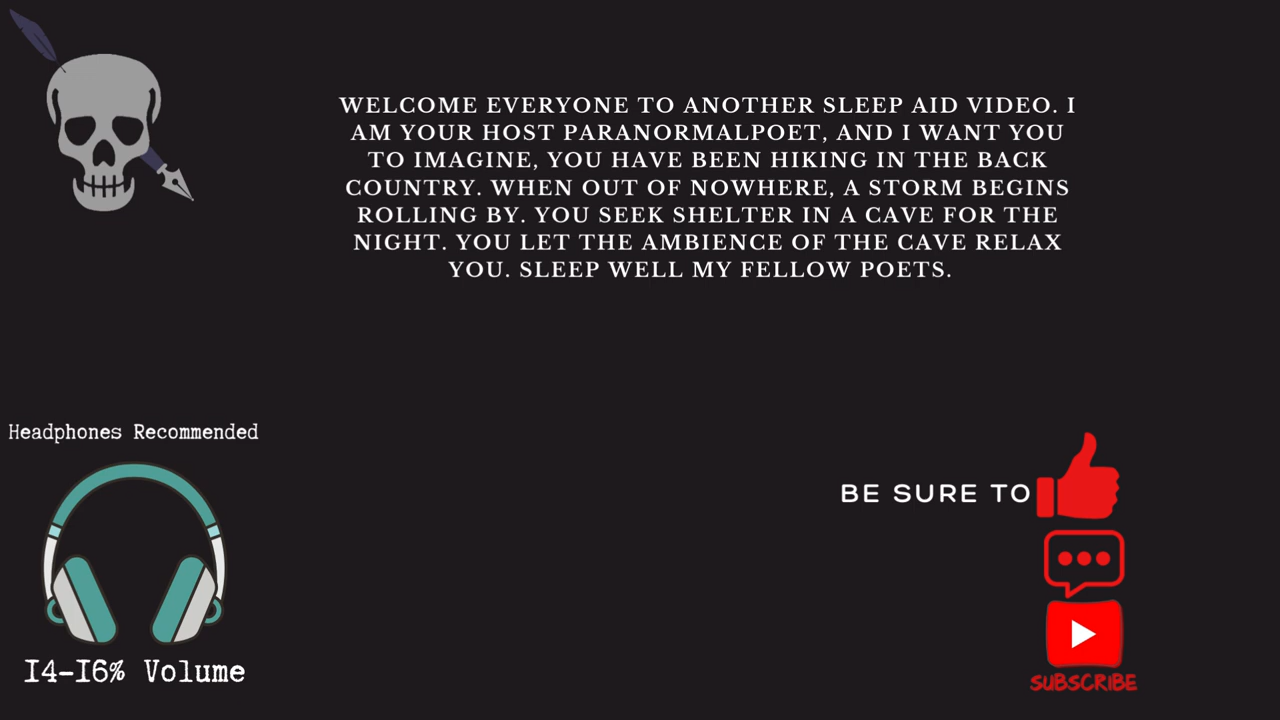 WELCOME EVERYONE TO ANOTHER SLEEP AID VIDEO. I
AM YOUR HOST PARANORMALPOET, AND I WANT YOU
TO IMAGINE, YOU HAVE BEEN HIKING IN THE BACK
COUNTRY. WHEN OUT OF NOWHERE, A STORM BEGINS
ROLLING BY. YOU SEEK SHELTER IN A CAVE FOR THE
NIGHT. YOU LET THE AMBIENCE OF THE CAVE RELAX
YOU. SLEEP WELL MY FELLOW POETS.
Headphones Recommended
14-16% Volume
BE SURE TO
SUBSCRIBE